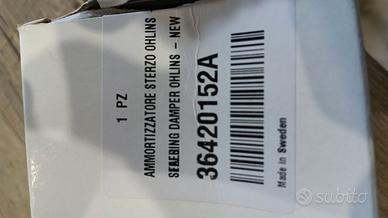 1 PZ
AMMORTIZZATORE STERZO OHLINS
STEERING DAMPER OHLINS - NEW
36420152A
Made in Sweden
subito